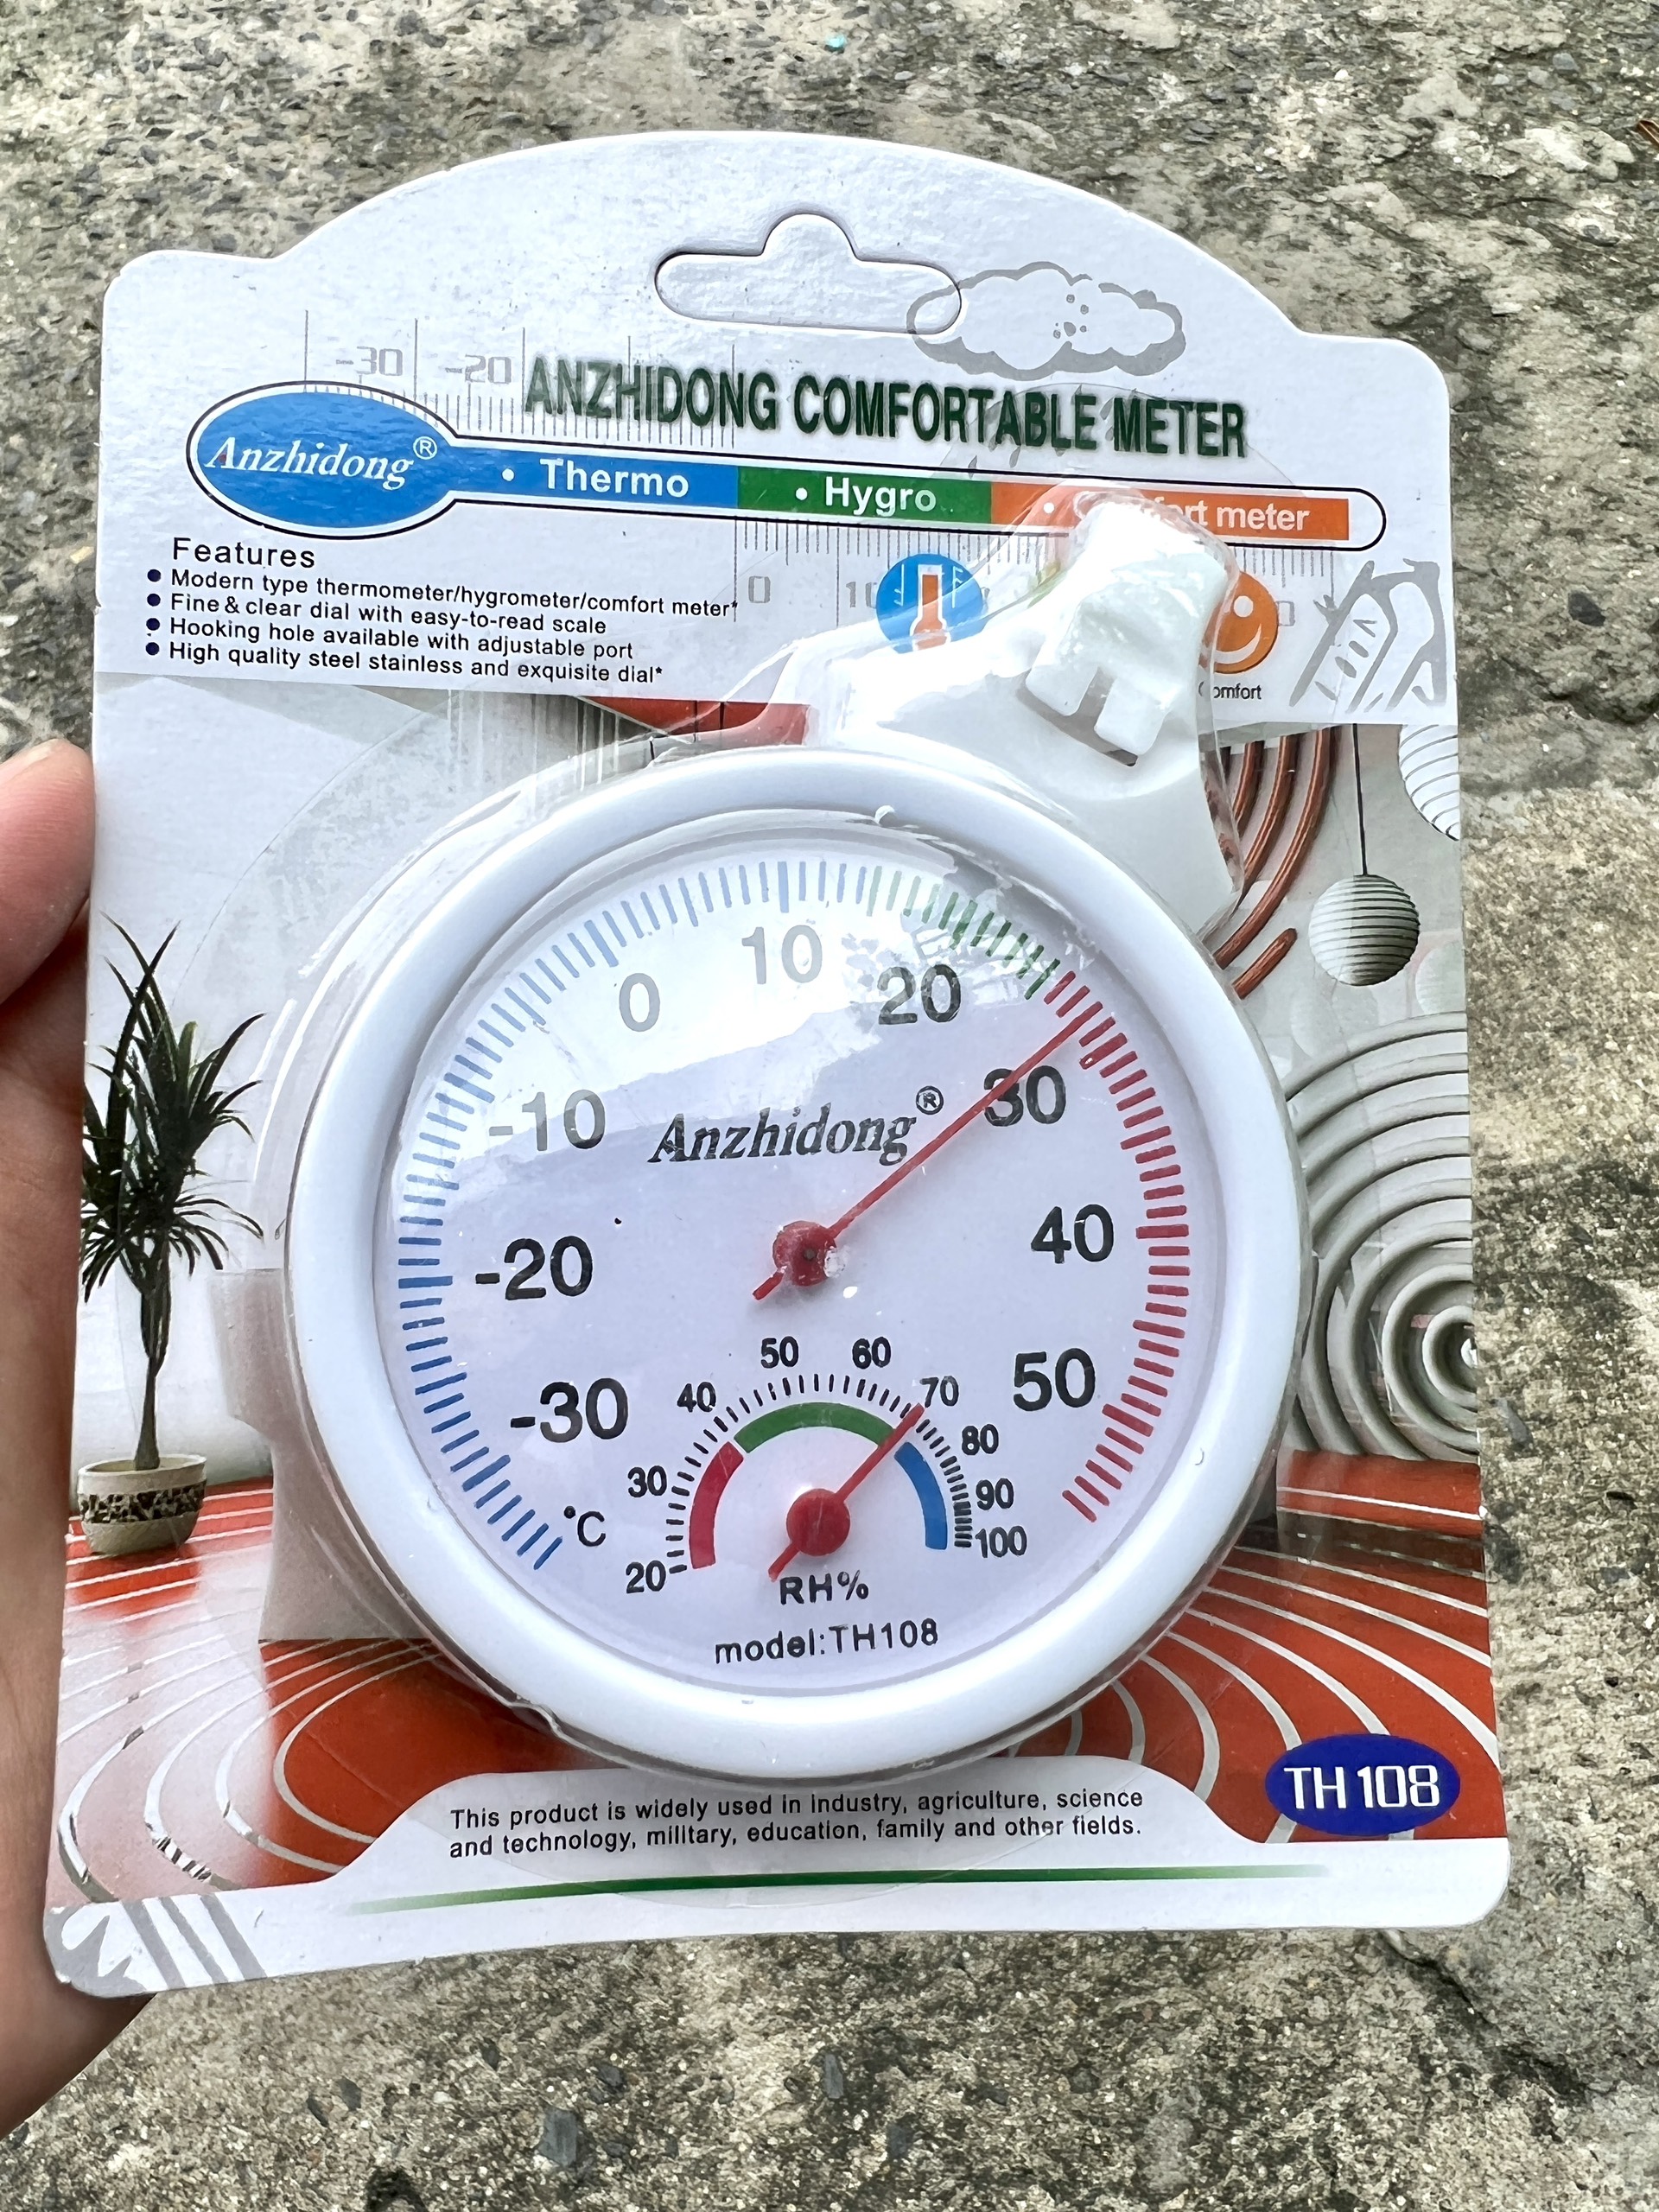 -30 -20
ANZHIDONG COMFORTABLE METER
Anzhidong®
• Thermo • Hygro • meter
Features
• Modern type thermometer/hygrometer/comfort meter*
• Fine & clear dial with easy-to-read scale
• Hooking hole available with adjustable port
• High quality steel stainless and exquisite dial*
0 10
F
0 10 20
-10 30
Anzhidong®
-20 40
-30 50
°C
20 30 40 50 60 70 80 90 100
RH%
model:TH108
TH 108
This product is widely used in industry, agriculture, science
and technology, military, education, family and other fields.